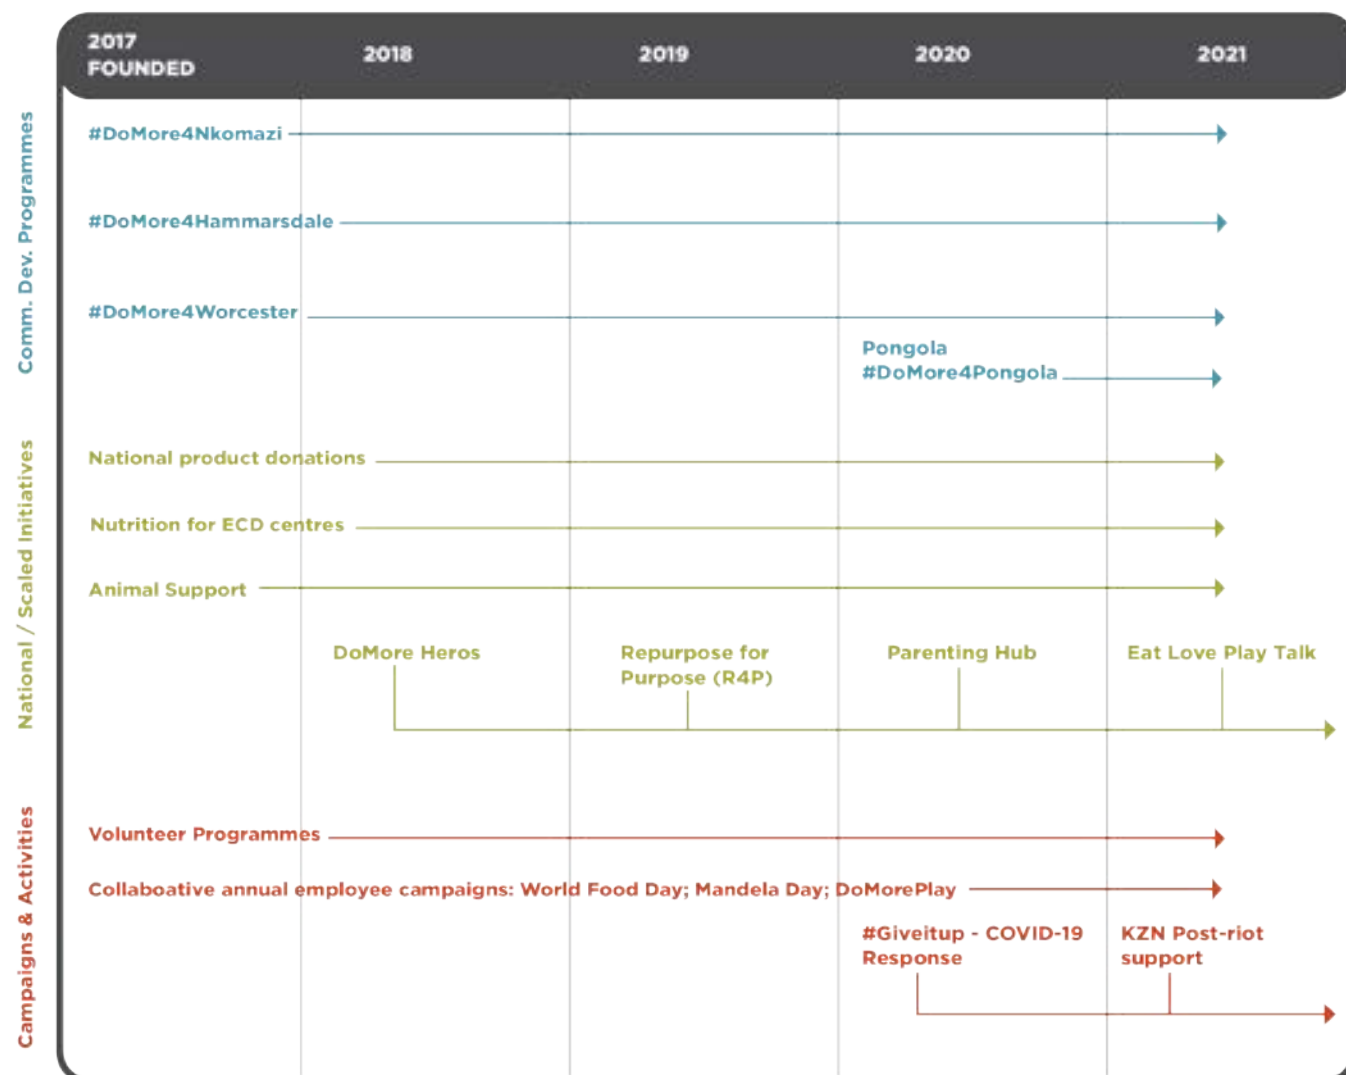 2017
FOUNDED
2018
2019
2020
2021
Comm. Dev. Programmes
#DoMore4Nkomazi
#DoMore4Hammarsdale
#DoMore4Worcester
Pongola
#DoMore4Pongola
National / Scaled Initiatives
National product donations
Nutrition for ECD centres
Animal Support
DoMore Heros
Repurpose for
Purpose (R4P)
Parenting Hub
Eat Love Play Talk
Campaigns & Activities
Volunteer Programmes
Collaboative annual employee campaigns: World Food Day; Mandela Day; DoMorePlay
#Giveitup - COVID-19
Response
KZN Post-riot
support